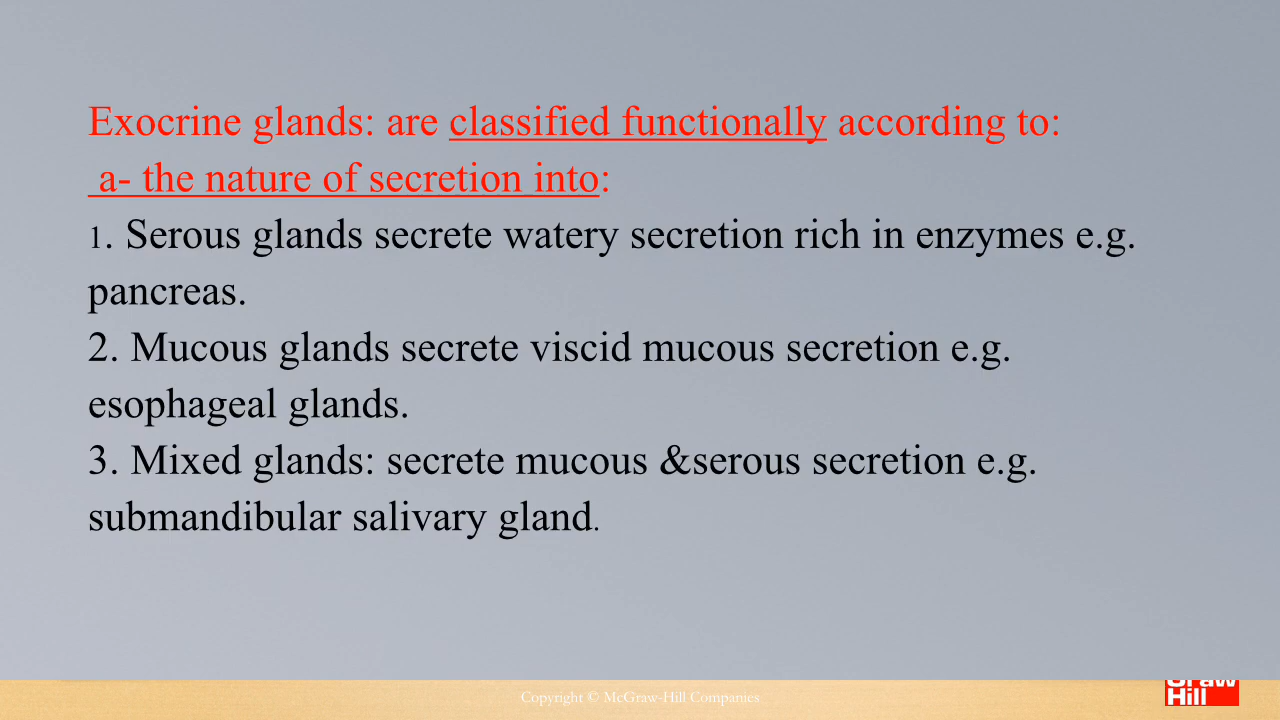 Exocrine glands: are classified functionally according to:
a- the nature of secretion into:
1. Serous glands secrete watery secretion rich in enzymes e.g.
pancreas.
2. Mucous glands secrete viscid mucous secretion e.g.
esophageal glands.
3. Mixed glands: secrete mucous &serous secretion e.g.
submandibular salivary gland.
Copyright © McGraw-Hill Companies
Graw
Hill